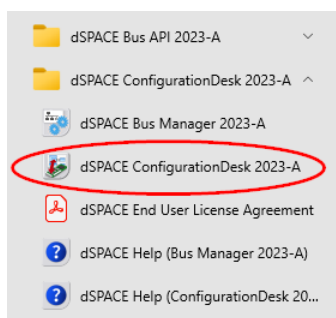 dSPACE Bus API 2023-A
dSPACE ConfigurationDesk 2023-A
dSPACE Bus Manager 2023-A
dSPACE ConfigurationDesk 2023-A
dSPACE End User License Agreement
dSPACE Help (Bus Manager 2023-A)
dSPACE Help (ConfigurationDesk 20...